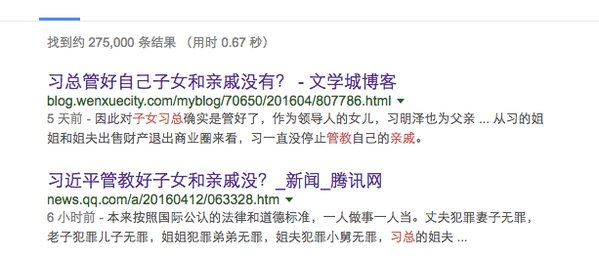 找到约 275,000 条结果 （用时 0.67 秒）
习总管好自己子女和亲戚没有？ - 文学城博客
blog.wenxuecity.com/myblog/70650/201604/807786.html
5 天前 - 因此对子女习总确实是管好了，作为领导人的女儿，习明泽也为父亲 ... 从习的姐
姐和姐夫出售财产退出商业圈来看，习一直没停止管教自己的亲戚。
习近平管教好子女和亲戚没？_新闻_腾讯网
news.qq.com/a/20160412/063328.htm
6 小时前 - 本来按照国际公认的法律和道德标准，一人做事一人当。丈夫犯罪妻子无罪，
老子犯罪儿子无罪，姐姐犯罪弟弟无罪，姐夫犯罪小舅无罪，习总的姐夫 ...